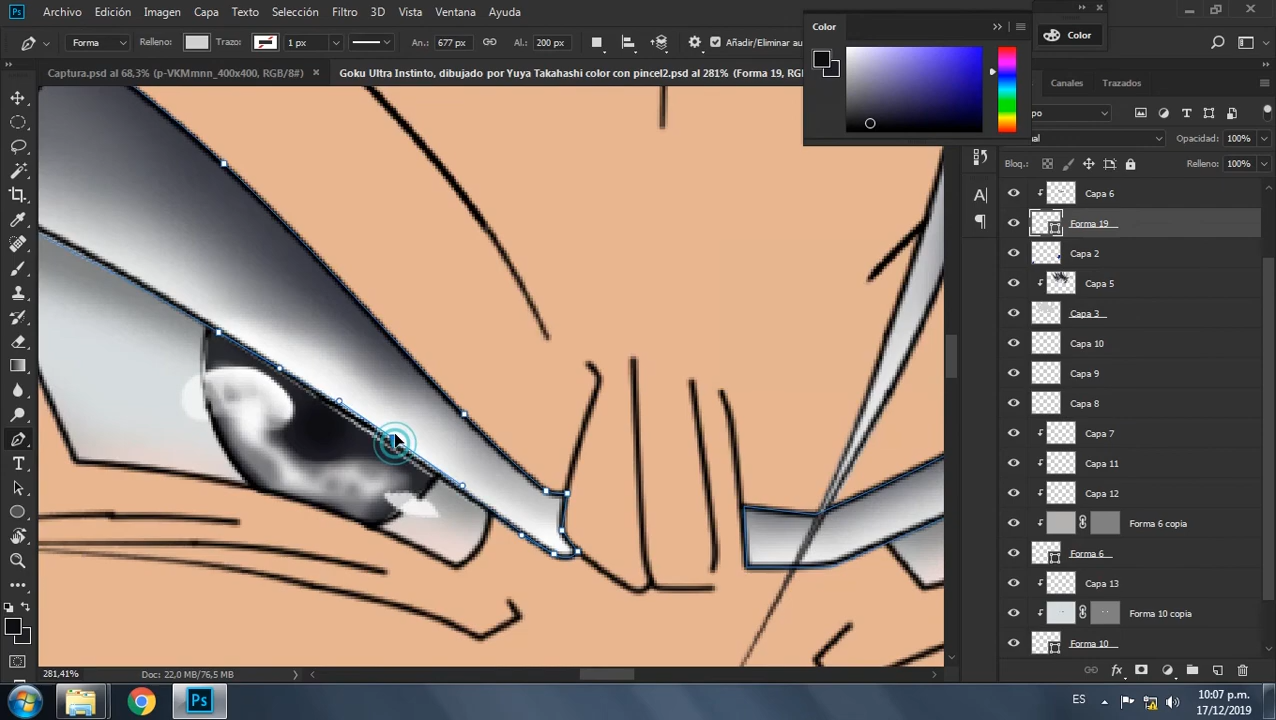 Ps Archivo Edición Imagen Capa Texto Selección Filtro 3D Vista Ventana Ayuda
Forma Relleno: Trazo: 1 px An.: 677 px Al.: 200 px Añadir/Eliminar au
Captura.psd al 68,3% (p-VKMmnn_400x400, RGB/8#) × Goku Ultra Instinto, dibujado por Yuya Takahashi color con pincel2.psd al 281% (Forma 19, RGB
Color
Color
Canales Trazados
po
mal Opacidad: 100%
Bloq.: Relleno: 100%
Capa 6
Forma 19
Capa 2
Capa 5
Capa 3
Capa 10
Capa 9
Capa 8
Capa 7
Capa 11
Capa 12
Forma 6 copia
Forma 6
Capa 13
Forma 10 copia
Forma 10
281,41% Doc: 22,0 MB/76,5 MB
Ps ES 10:07 p.m.
17/12/2019